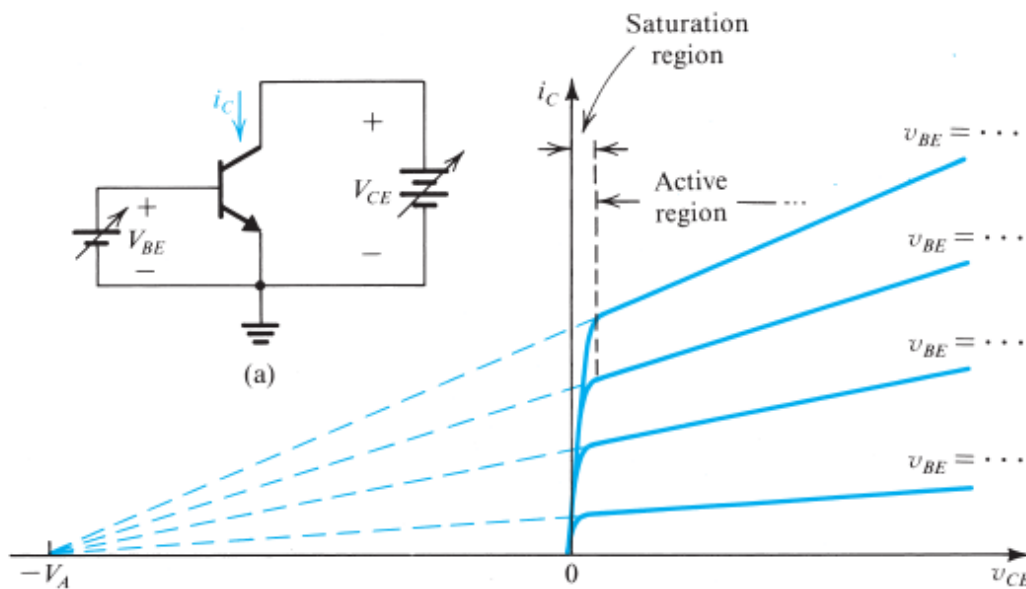 Saturation
region
i_C
i_C
v_BE = ...
+
V_CE
−
Active
region ...
+
V_BE
−
v_BE = ...
(a)
v_BE = ...
v_BE = ...
−V_A
0
v_CE